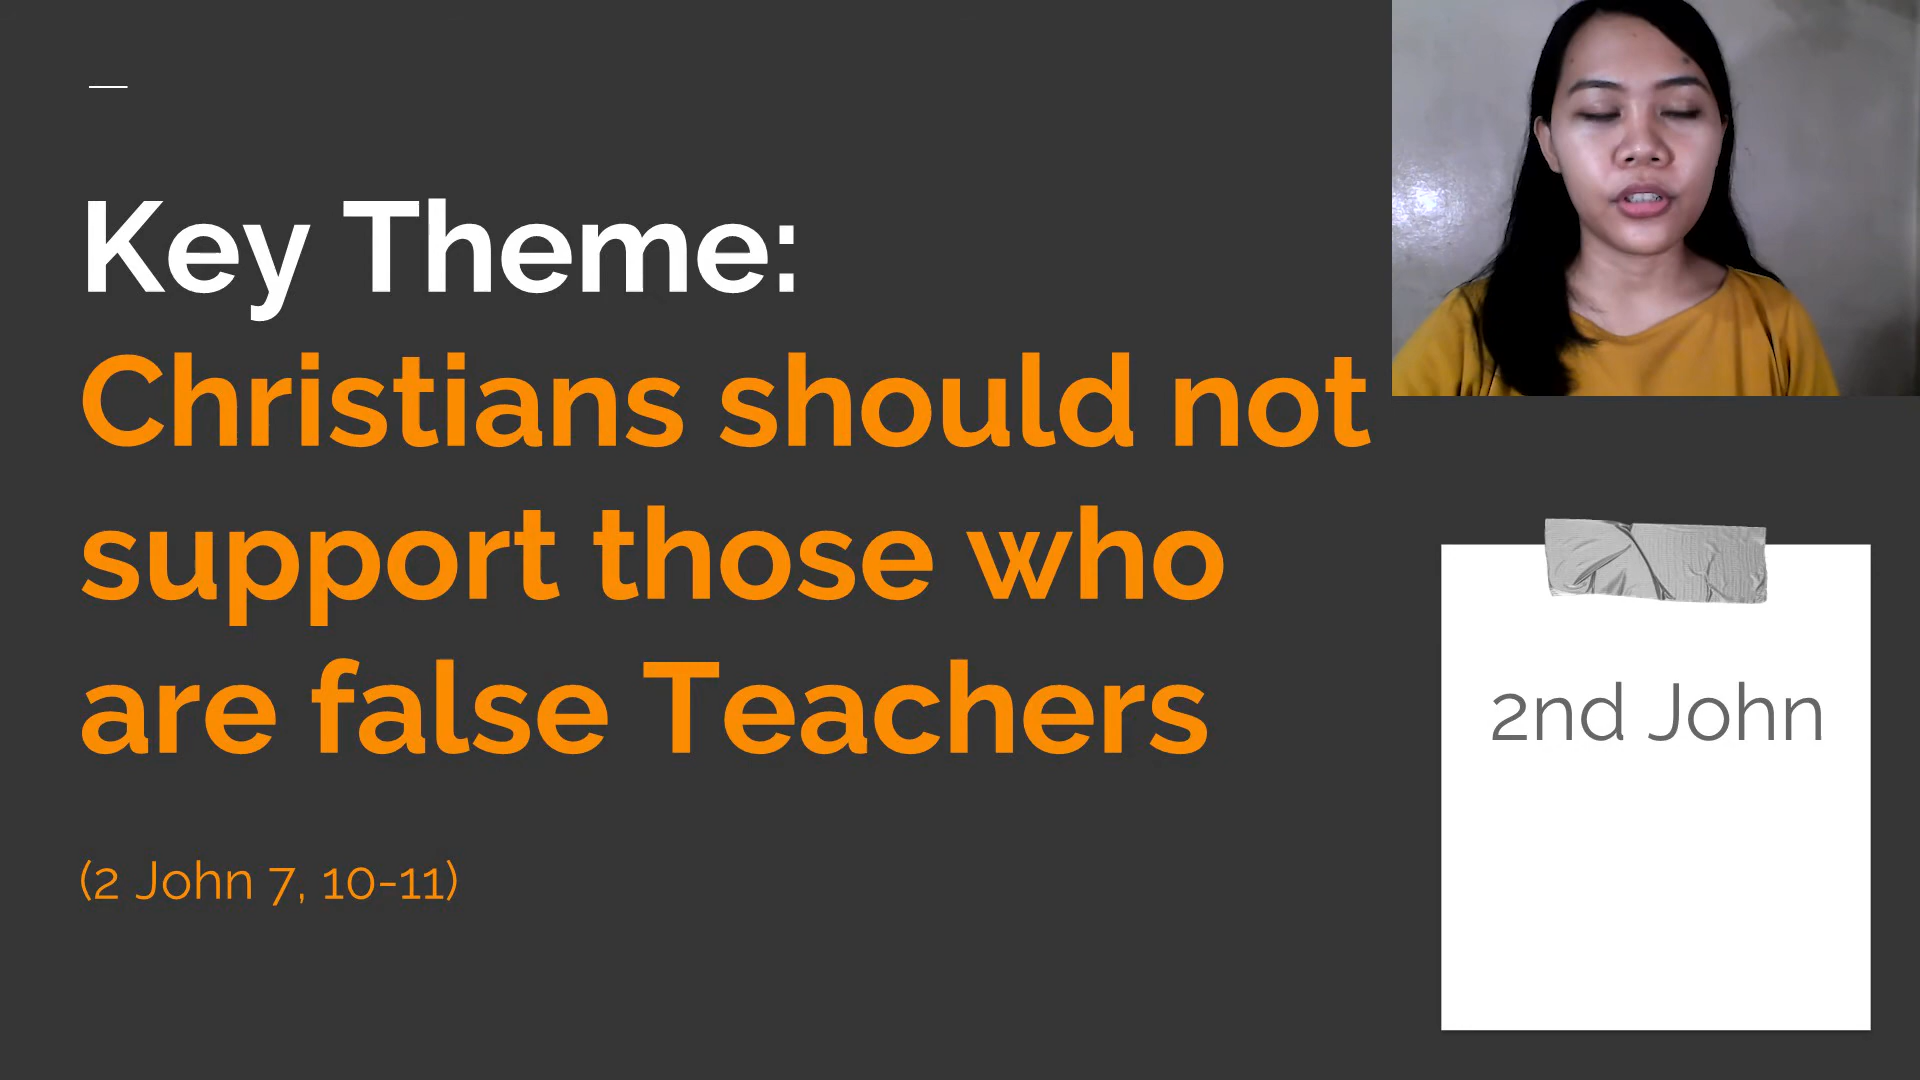 Key Theme:
Christians should not
support those who
are false Teachers
(2 John 7, 10-11)
2nd John